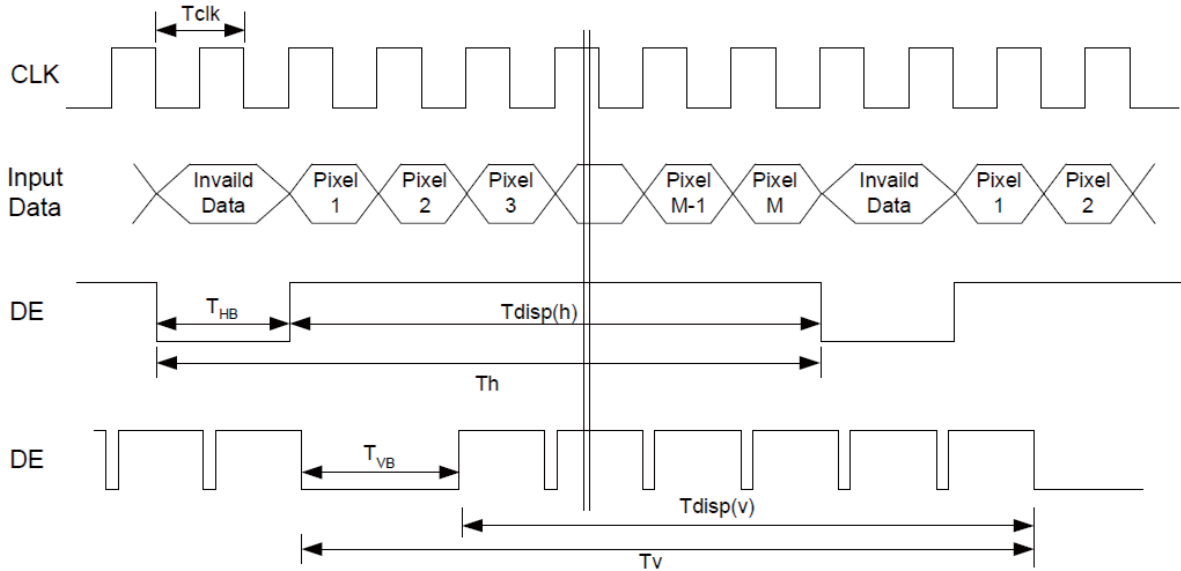 Tclk
CLK
Input
Data
Invaild
Data
Pixel
1
Pixel
2
Pixel
3
Pixel
M-1
Pixel
M
Invaild
Data
Pixel
1
Pixel
2
DE
THB
Tdisp(h)
Th
DE
TVB
Tdisp(v)
Tv